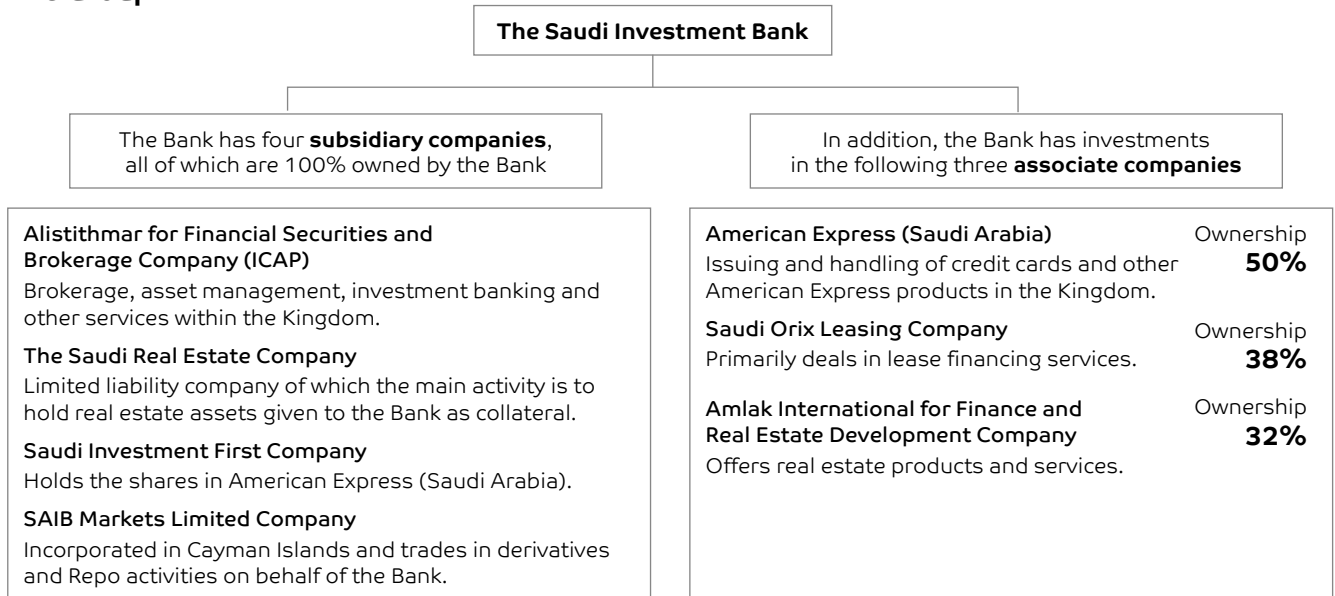 The Saudi Investment Bank
The Bank has four subsidiary companies,
all of which are 100% owned by the Bank
In addition, the Bank has investments
in the following three associate companies
Alistithmar for Financial Securities and
Brokerage Company (ICAP)
Brokerage, asset management, investment banking and
other services within the Kingdom.
The Saudi Real Estate Company
Limited liability company of which the main activity is to
hold real estate assets given to the Bank as collateral.
Saudi Investment First Company
Holds the shares in American Express (Saudi Arabia).
SAIB Markets Limited Company
Incorporated in Cayman Islands and trades in derivatives
and Repo activities on behalf of the Bank.
American Express (Saudi Arabia) Ownership
Issuing and handling of credit cards and other 50%
American Express products in the Kingdom.
Saudi Orix Leasing Company Ownership
Primarily deals in lease financing services. 38%
Amlak International for Finance and Ownership
Real Estate Development Company 32%
Offers real estate products and services.